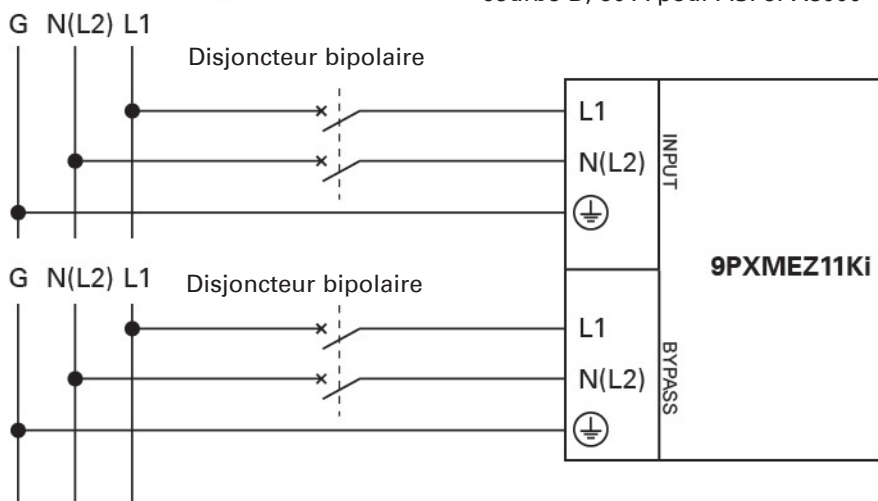 G N(L2) L1
Disjoncteur bipolaire
L1
N(L2)
INPUT
9PXMEZ11Ki
G N(L2) L1
Disjoncteur bipolaire
L1
N(L2)
BYPASS